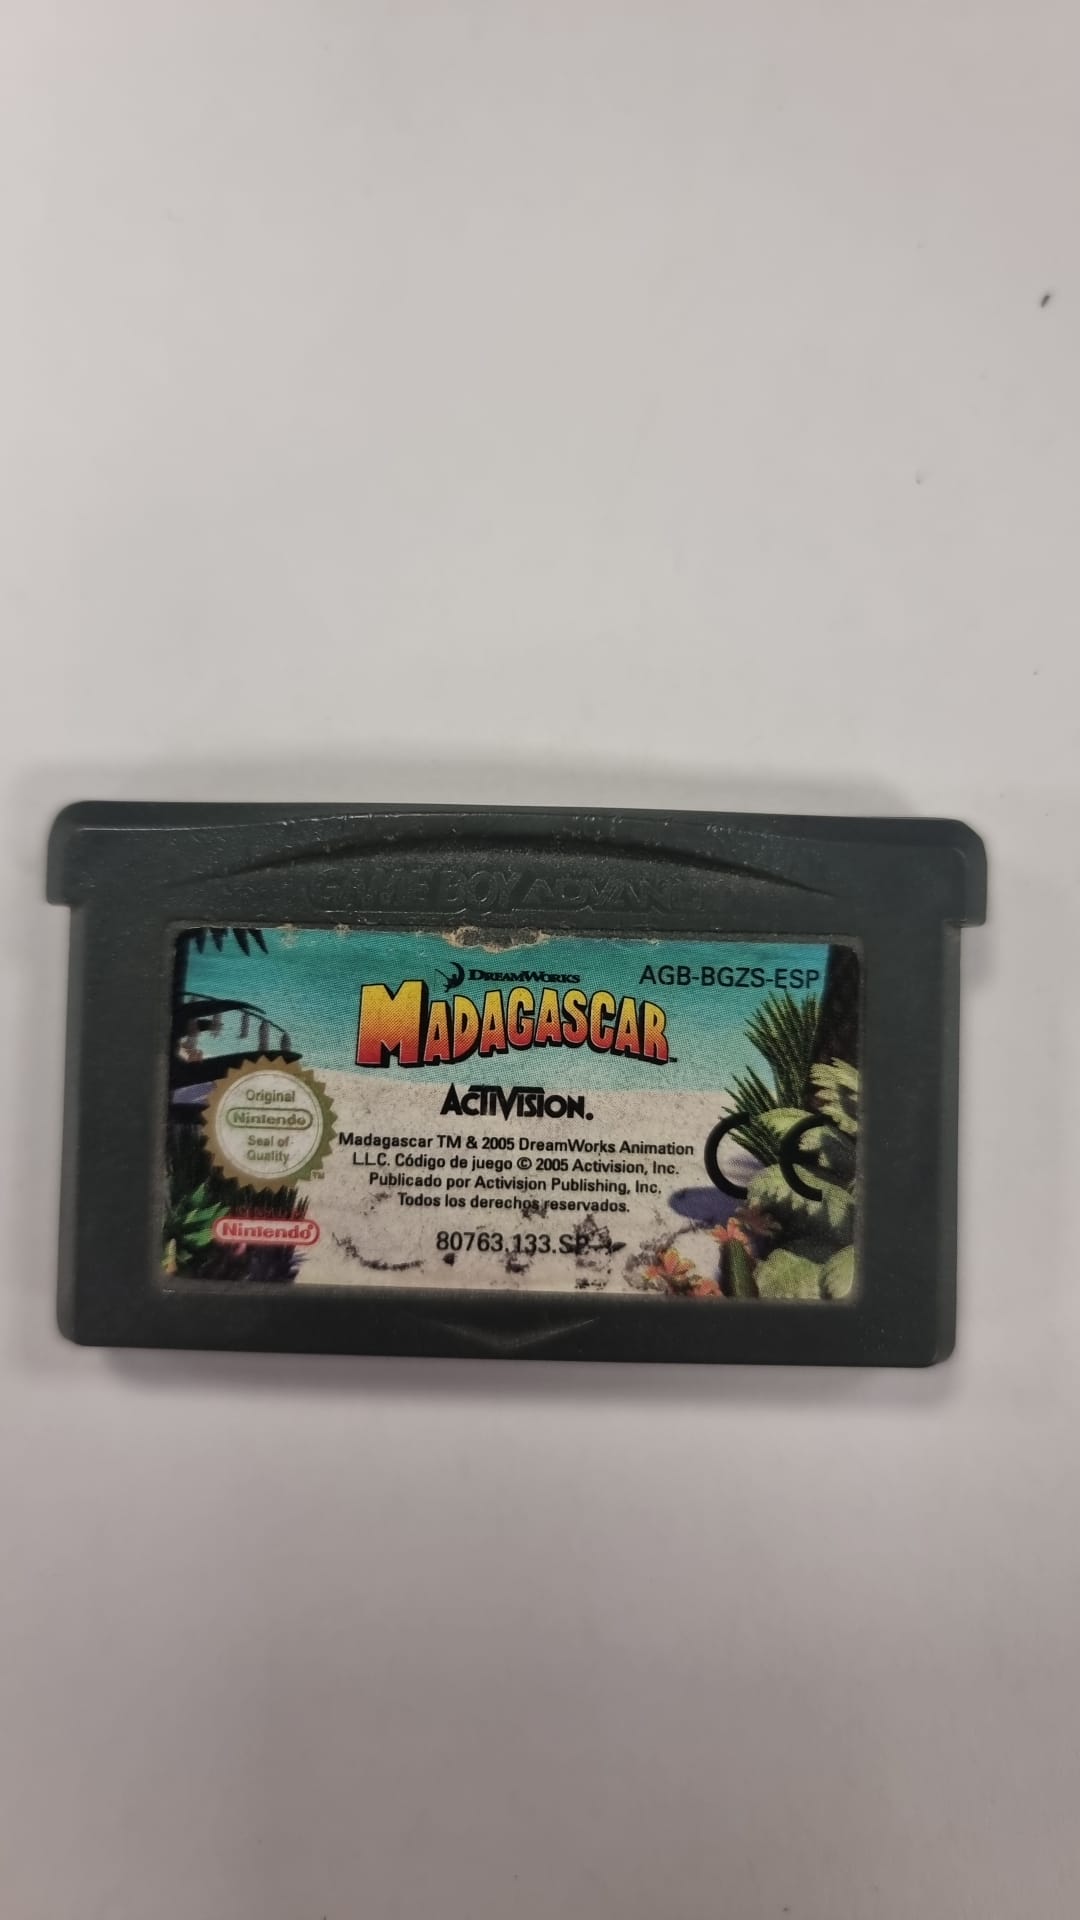 GAME BOY ADVANCE
DREAMWORKS
AGB-BGZS-ESP
MADAGASCAR
ACTIVISION.
Original
Nintendo
Seal of
Quality
TM
Madagascar TM & 2005 DreamWorks Animation
L.L.C. Código de juego © 2005 Activision, Inc.
Publicado por Activision Publishing, Inc.
Todos los derechos reservados.
CE
Nintendo®
80763.133.SP